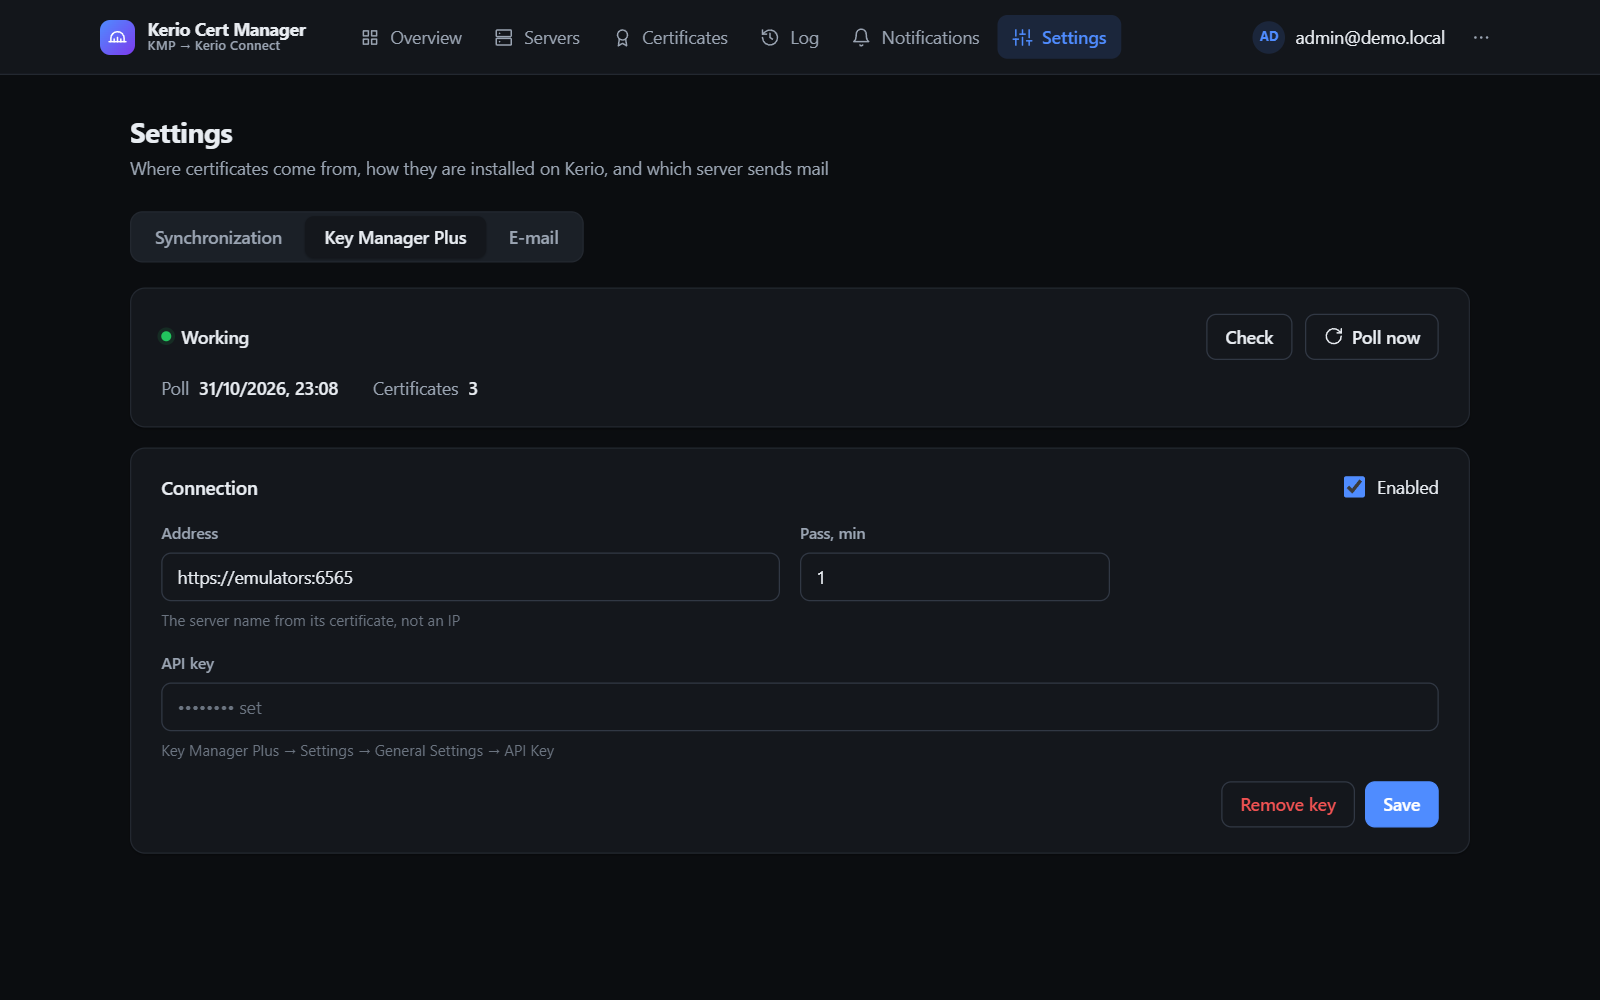 Kerio Cert Manager
KMP → Kerio Connect
Overview
Servers
Certificates
Log
Notifications
Settings
AD
admin@demo.local
Settings
Where certificates come from, how they are installed on Kerio, and which server sends mail
Synchronization
Key Manager Plus
E-mail
Working
Check
Poll now
Poll 31/10/2026, 23:08
Certificates 3
Connection
Enabled
Address
Pass, min
https://emulators:6565
1
The server name from its certificate, not an IP
API key
•••••••• set
Key Manager Plus → Settings → General Settings → API Key
Remove key
Save